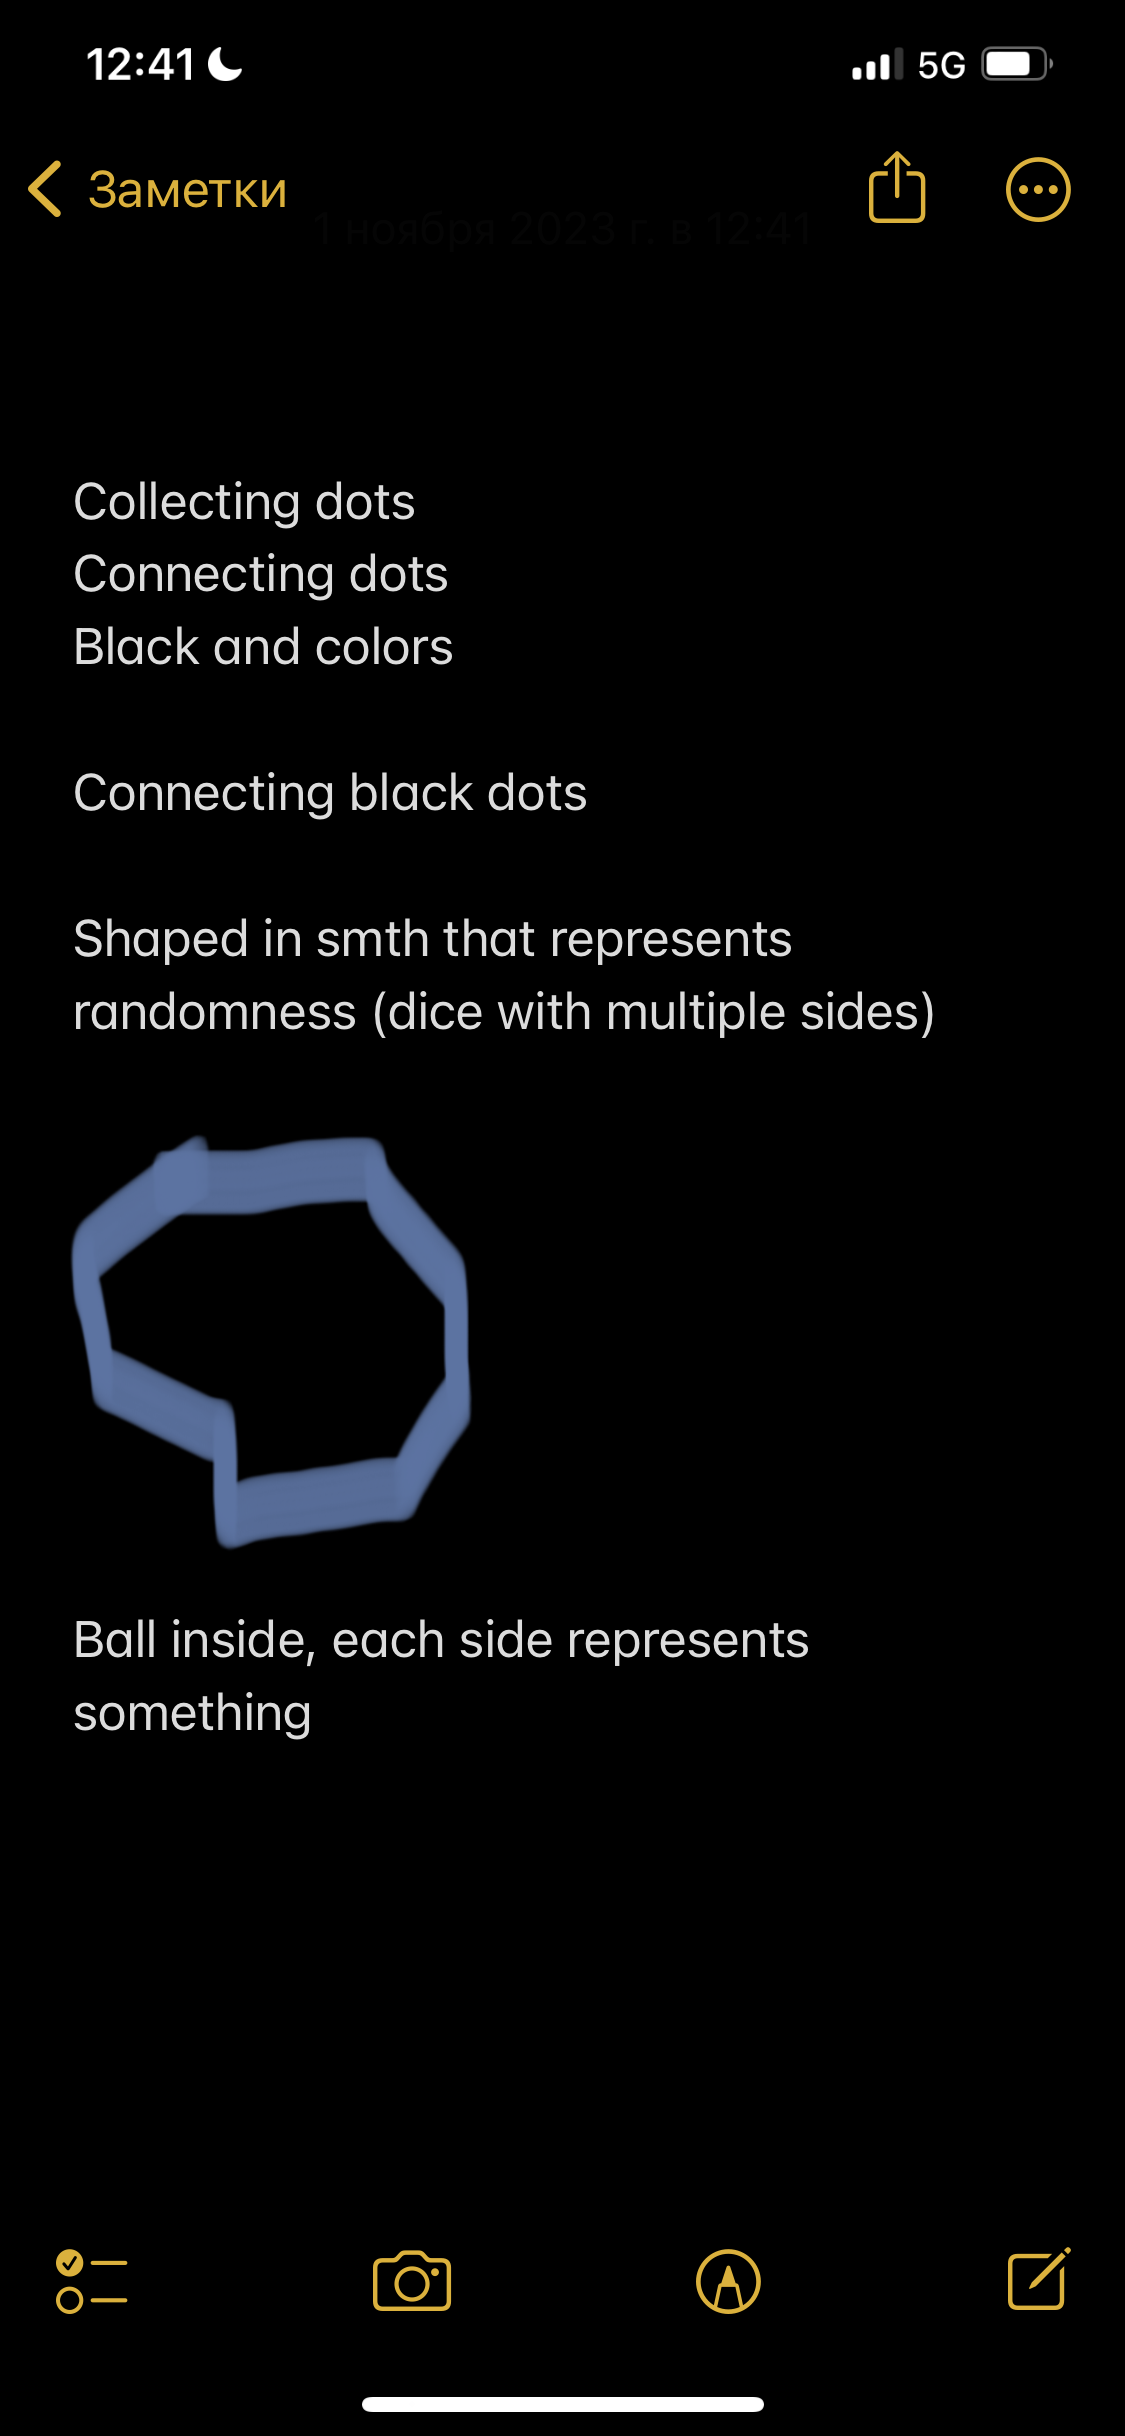 12:41
5G
Заметки
1 ноября 2023 г. в 12:41
Collecting dots
Connecting dots
Black and colors
Connecting black dots
Shaped in smth that represents
randomness (dice with multiple sides)
Ball inside, each side represents
something